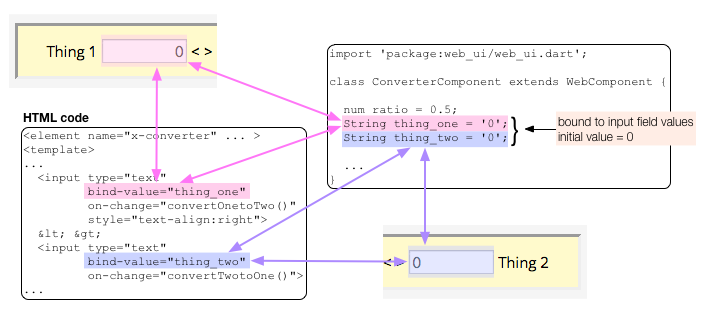 Thing 1 0 < >
import 'package:web_ui/web_ui.dart';
class ConverterComponent extends WebComponent {
num ratio = 0.5;
String thing_one = '0';
String thing_two = '0';
...
}
}
bound to input field values
initial value = 0
HTML code
<element name="x-converter" ... >
<template>
...
<input type="text"
bind-value="thing_one"
on-change="convertOnetoTwo()"
style="text-align:right">
&lt; &gt;
<input type="text"
bind-value="thing_two"
on-change="convertTwotoOne()">
...
< > 0 Thing 2